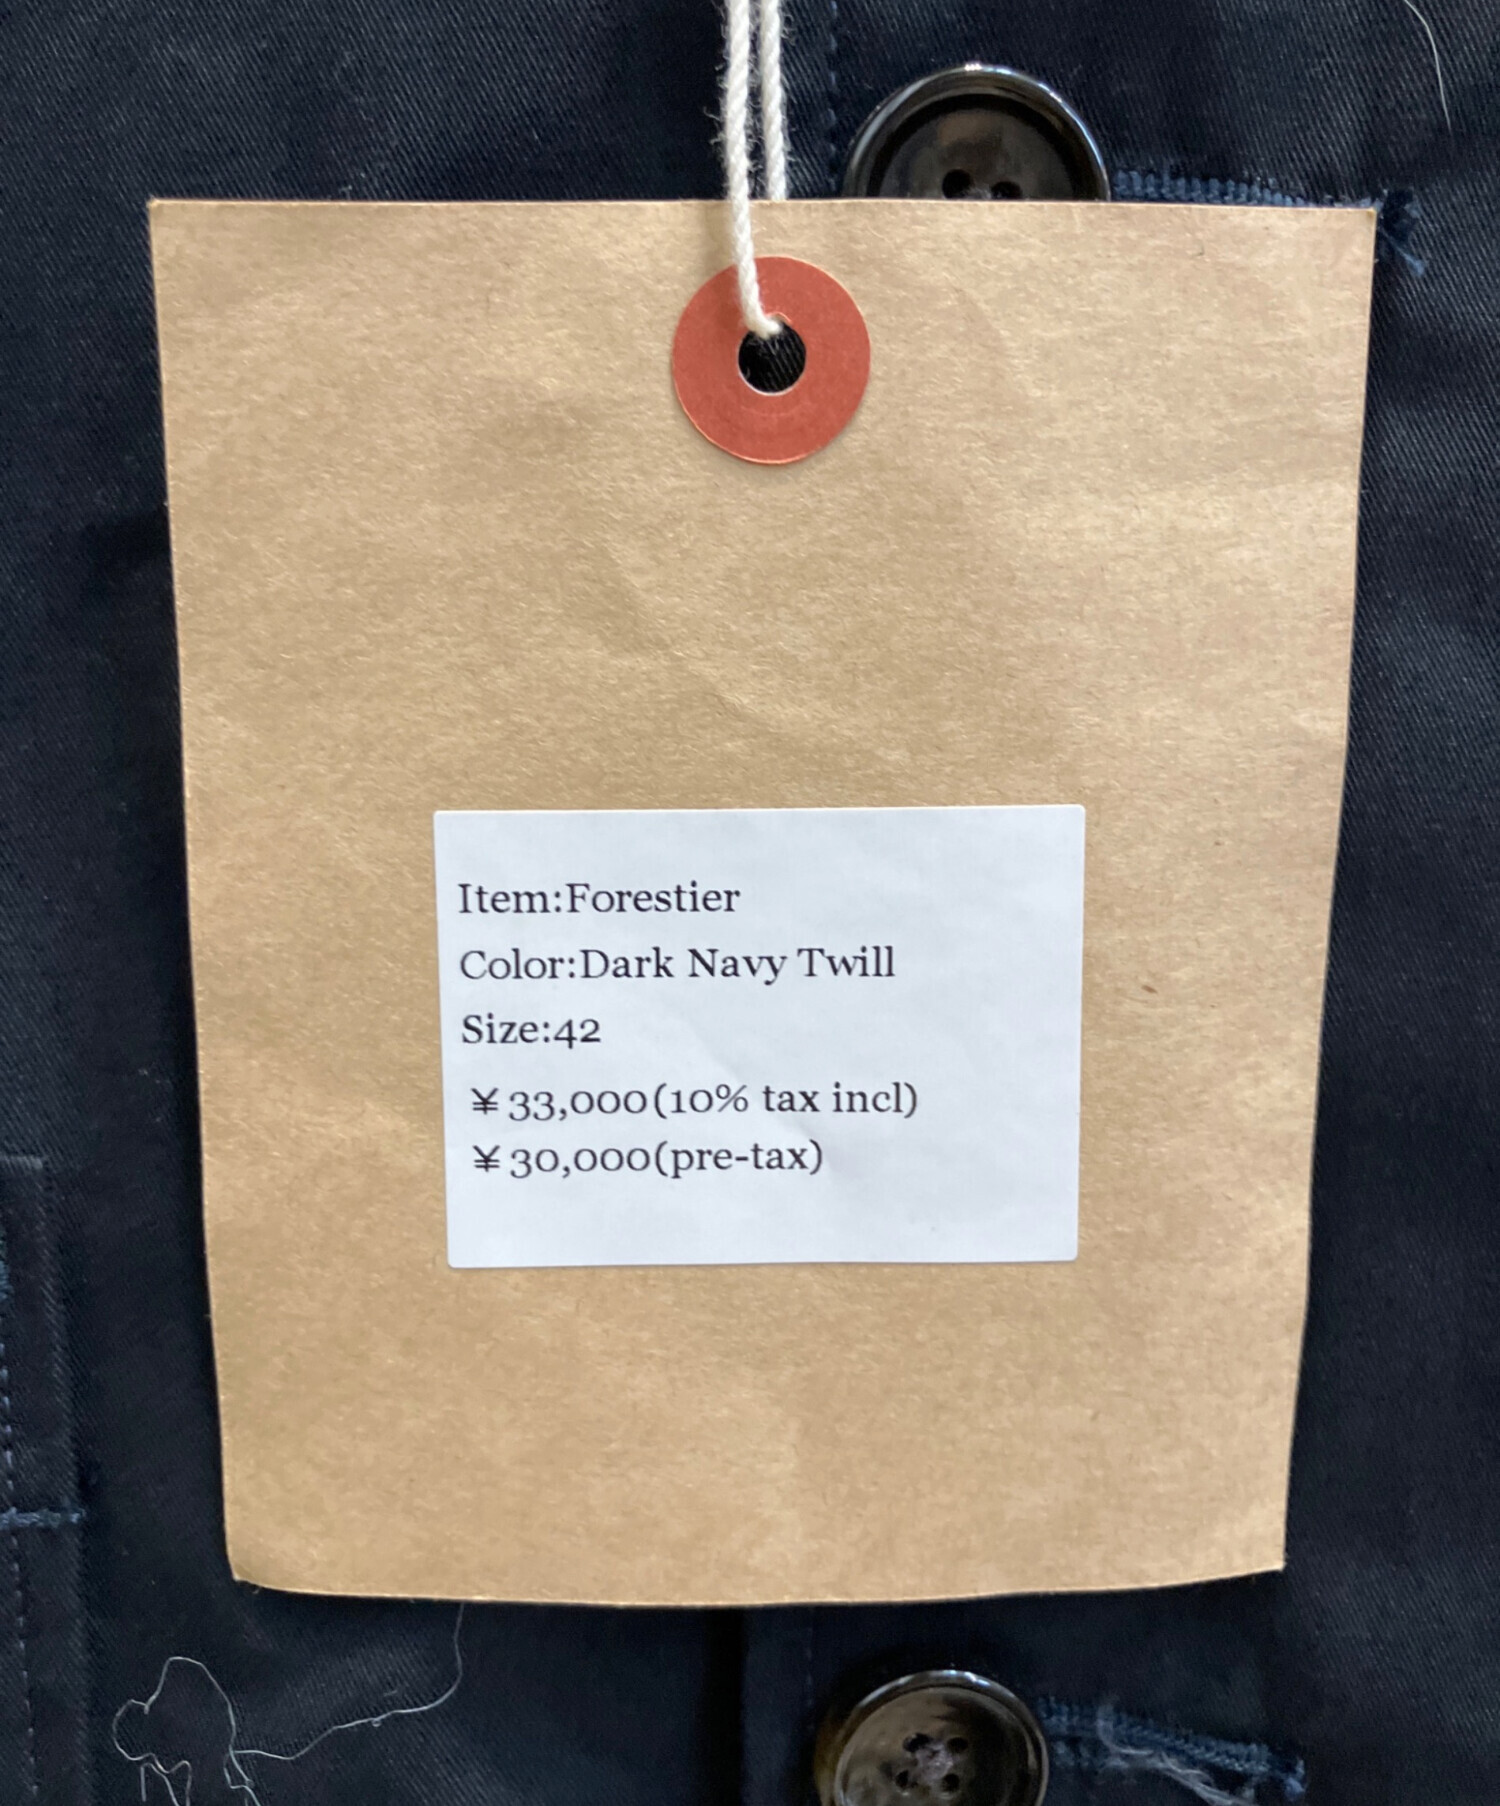 Item:Forestier
Color:Dark Navy Twill
Size:42
¥33,000(10% tax incl)
¥30,000(pre-tax)